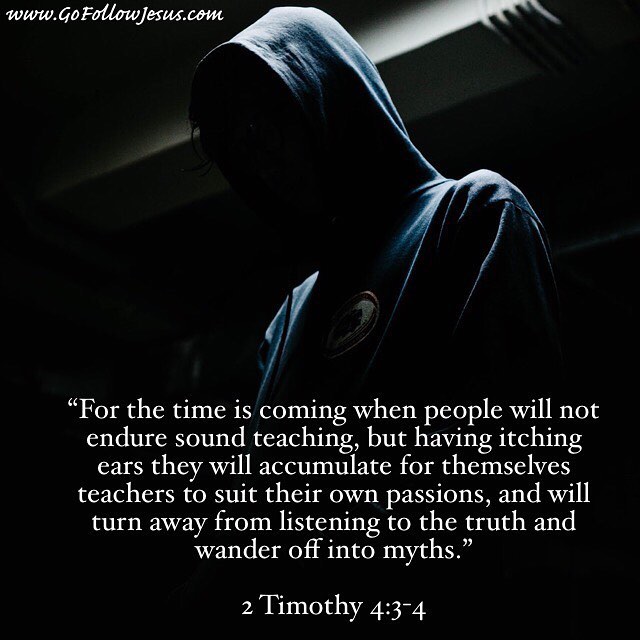 www.GoFollowJesus.com
“For the time is coming when people will not
endure sound teaching, but having itching
ears they will accumulate for themselves
teachers to suit their own passions, and will
turn away from listening to the truth and
wander off into myths.”
2 Timothy 4:3-4